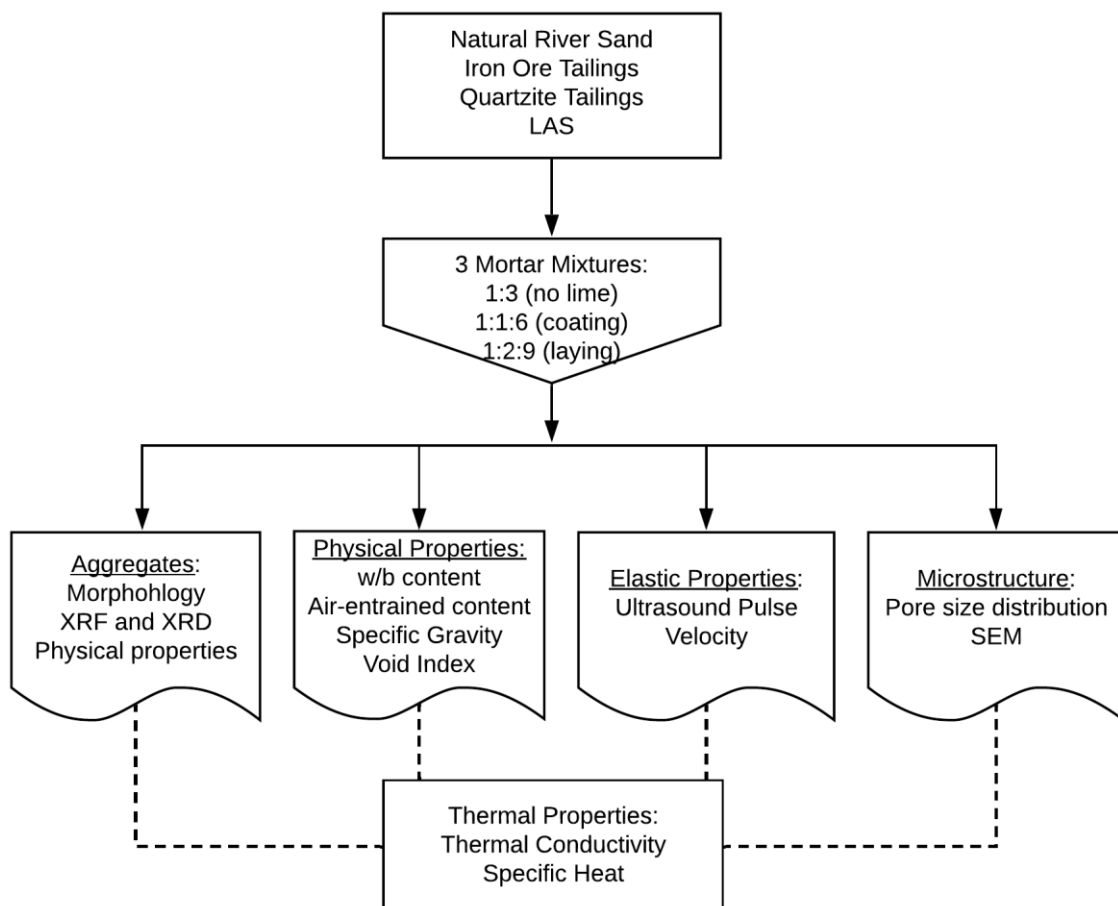 Natural River Sand
Iron Ore Tailings
Quartzite Tailings
LAS
3 Mortar Mixtures:
1:3 (no lime)
1:1:6 (coating)
1:2:9 (laying)
Aggregates:
Morphohlogy
XRF and XRD
Physical properties
Physical Properties:
w/b content
Air-entrained content
Specific Gravity
Void Index
Elastic Properties:
Ultrasound Pulse
Velocity
Microstructure:
Pore size distribution
SEM
Thermal Properties:
Thermal Conductivity
Specific Heat